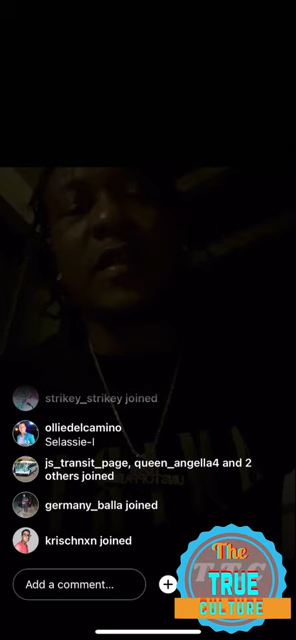 strikey_strikey joined
olliedelcamino
Selassie-I
js_transit_page, queen_angella4 and 2
others joined
germany_balla joined
krischnxn joined
Add a comment...
The
TRUE
CULTURE